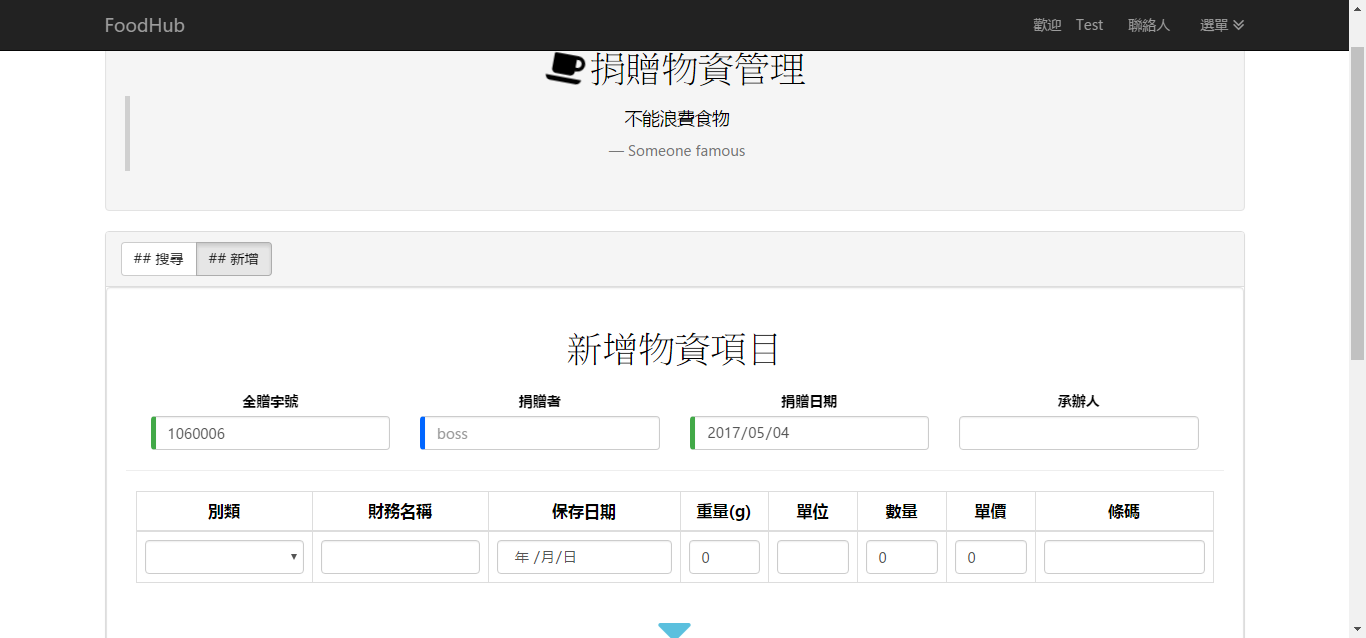 FoodHub 歡迎 Test 聯絡人 選單
捐贈物資管理
不能浪費食物
— Someone famous
## 搜尋 ## 新增
新增物資項目
全贈字號 捐贈者 捐贈日期 承辦人
1060006 boss 2017/05/04
別類 財務名稱 保存日期 重量(g) 單位 數量 單價 條碼
年 /月/日 0 0 0